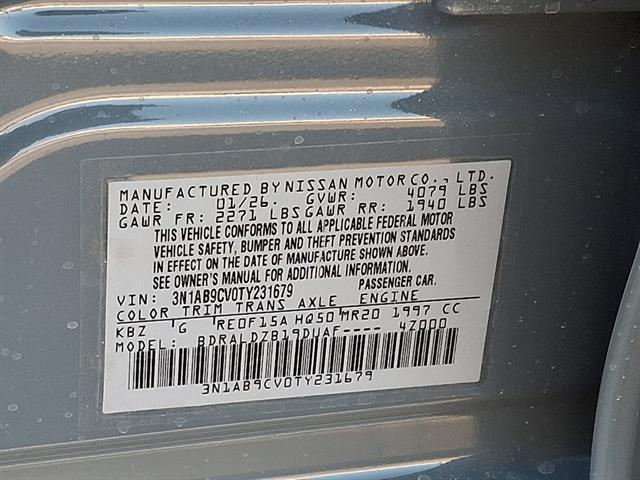 MANUFACTURED BY NISSAN MOTOR CO., LTD.
DATE: 01/26. GVWR: 4079 LBS
GAWR FR: 2271 LBS GAWR RR: 1940 LBS
THIS VEHICLE CONFORMS TO ALL APPLICABLE FEDERAL MOTOR
VEHICLE SAFETY, BUMPER AND THEFT PREVENTION STANDARDS
IN EFFECT ON THE DATE OF MANUFACTURE SHOWN ABOVE.
SEE OWNER'S MANUAL FOR ADDITIONAL INFORMATION.
VIN: 3N1AB9CV0TY231679 PASSENGER CAR.
COLOR TRIM TRANS AXLE ENGINE
KBZ G RE0F15A HQ50 MR20 1997 CC
MODEL: BDRALDZB19DUAF---- 4Z000
3N1AB9CV0TY231679